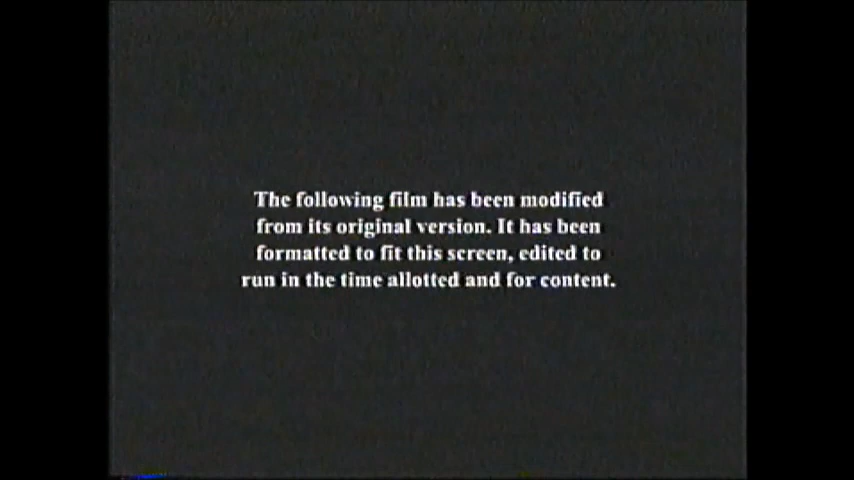 The following film has been modified
from its original version. It has been
formatted to fit this screen, edited to
run in the time allotted and for content.